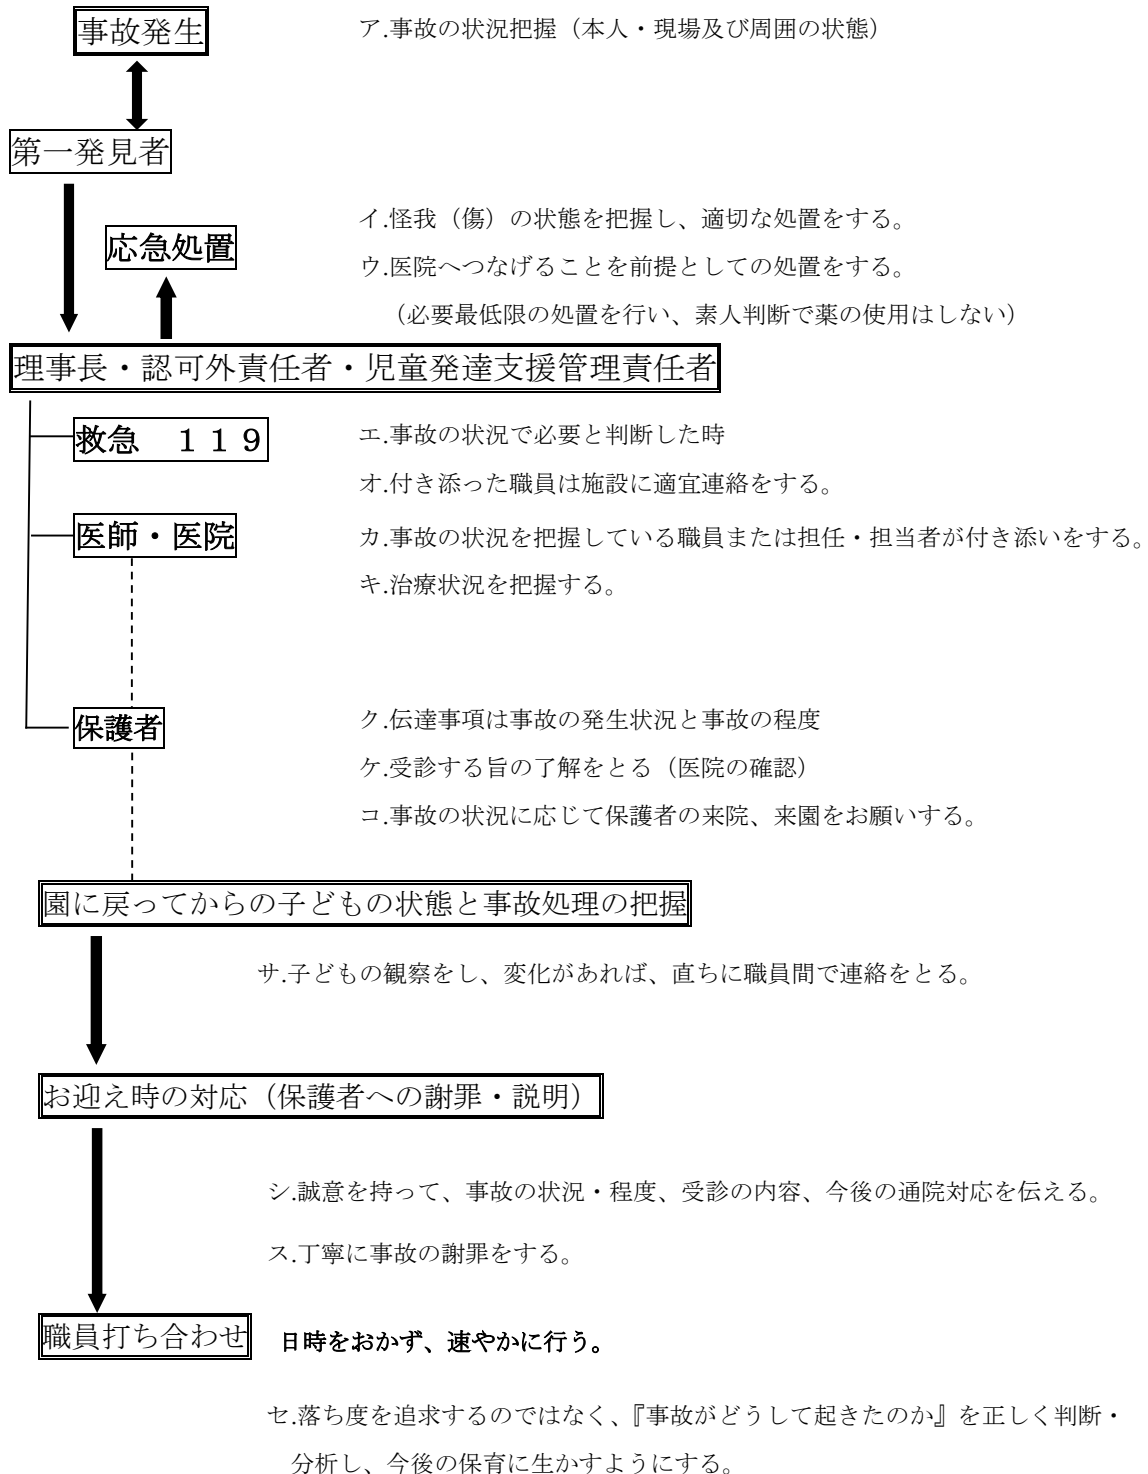 事故発生
ア.事故の状況把握（本人・現場及び周囲の状態）
第一発見者
イ.怪我（傷）の状態を把握し、適切な処置をする。
応急処置
ウ.医院へつなげることを前提としての処置をする。
（必要最低限の処置を行い、素人判断で薬の使用はしない）
理事長・認可外責任者・児童発達支援管理責任者
救急　１１９
エ.事故の状況で必要と判断した時
オ.付き添った職員は施設に適宜連絡をする。
医師・医院
カ.事故の状況を把握している職員または担任・担当者が付き添いをする。
キ.治療状況を把握する。
保護者
ク.伝達事項は事故の発生状況と事故の程度
ケ.受診する旨の了解をとる（医院の確認）
コ.事故の状況に応じて保護者の来院、来園をお願いする。
園に戻ってからの子どもの状態と事故処理の把握
サ.子どもの観察をし、変化があれば、直ちに職員間で連絡をとる。
お迎え時の対応（保護者への謝罪・説明）
シ.誠意を持って、事故の状況・程度、受診の内容、今後の通院対応を伝える。
ス.丁寧に事故の謝罪をする。
職員打ち合わせ
日時をおかず、速やかに行う。
セ.落ち度を追求するのではなく、『事故がどうして起きたのか』を正しく判断・
分析し、今後の保育に生かすようにする。